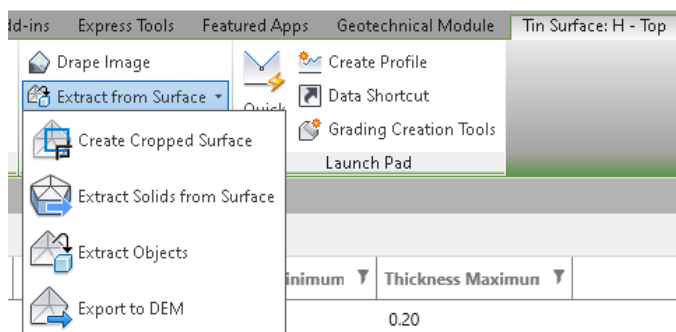 dd-ins Express Tools Featured Apps Geotechnical Module Tin Surface: H - Top
Drape Image
Extract from Surface
Quick
Create Profile
Data Shortcut
Grading Creation Tools
Launch Pad
Create Cropped Surface
Extract Solids from Surface
Extract Objects
Export to DEM
inimum Thickness Maximun
0.20